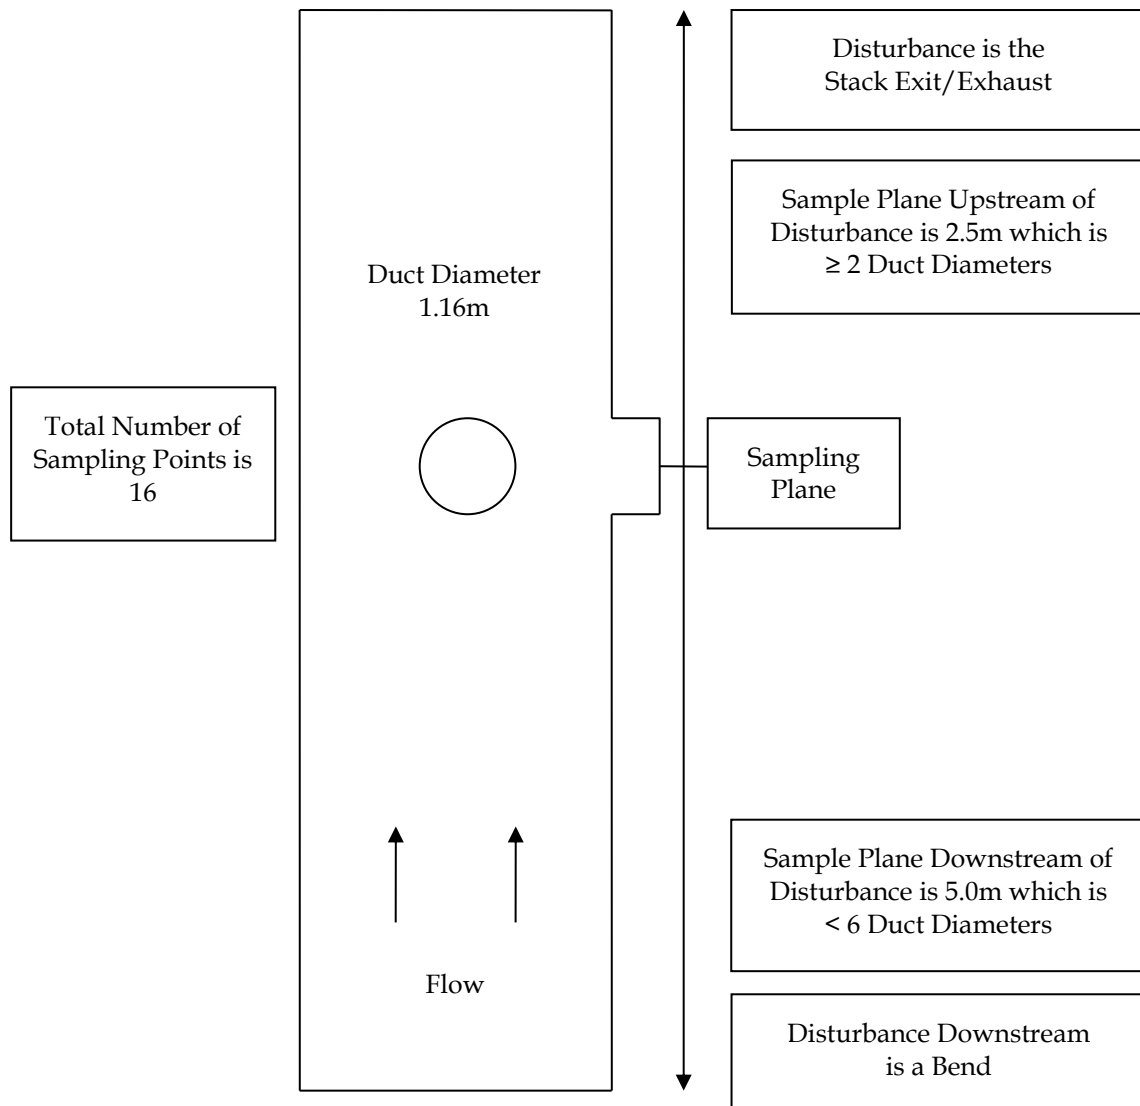 Disturbance is the
Stack Exit/Exhaust
Sample Plane Upstream of
Disturbance is 2.5m which is
≥ 2 Duct Diameters
Duct Diameter
1.16m
Total Number of
Sampling Points is
16
Sampling
Plane
Sample Plane Downstream of
Disturbance is 5.0m which is
< 6 Duct Diameters
Flow
Disturbance Downstream
is a Bend